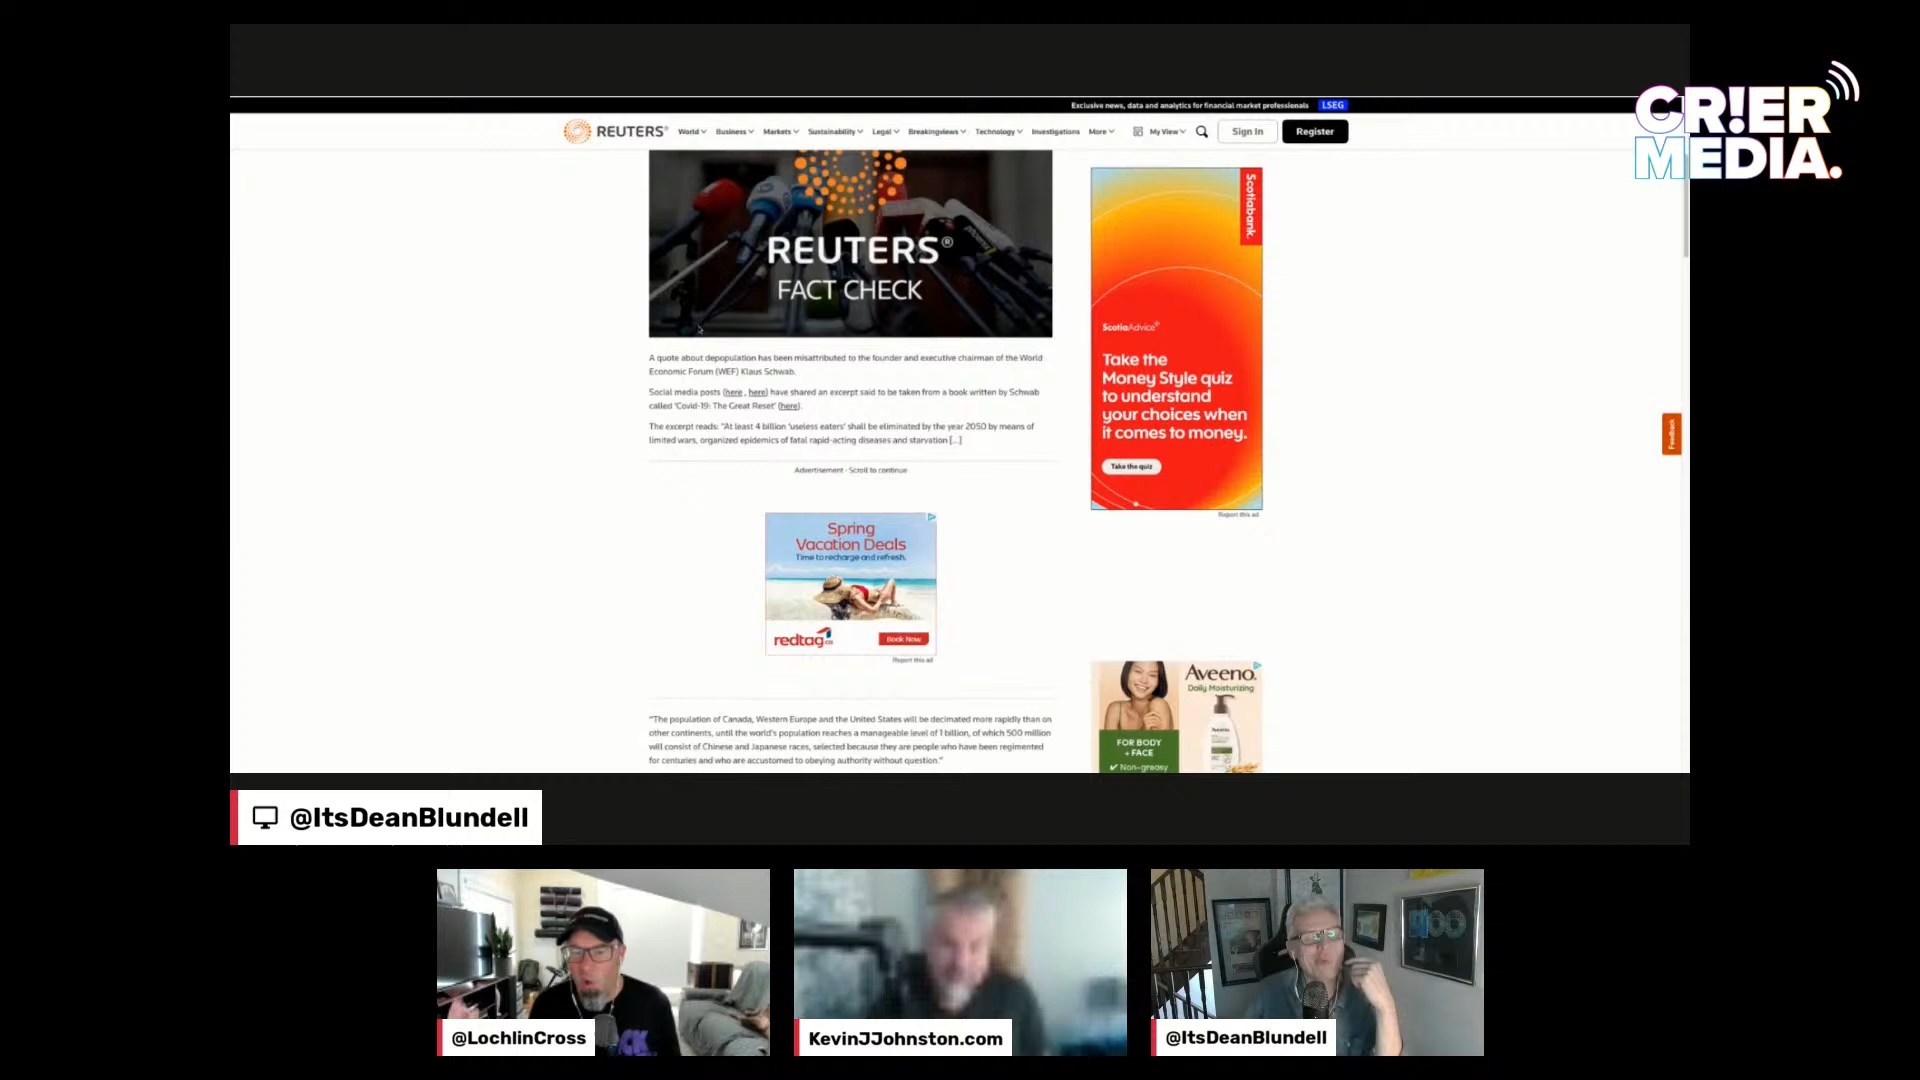 Exclusive news, data and analytics for financial market professionals LSEG
CR!ER
MEDIA.
REUTERS® World Business Markets Sustainability Legal Breakingviews Technology Investigations More My View Sign In Register
REUTERS®
FACT CHECK
A quote about depopulation has been misattributed to the founder and executive chairman of the World
Economic Forum (WEF) Klaus Schwab.
Social media posts (here , here) have shared an excerpt said to be taken from a book written by Schwab
called 'Covid-19: The Great Reset' (here).
The excerpt reads: "At least 4 billion 'useless eaters' shall be eliminated by the year 2050 by means of
limited wars, organized epidemics of fatal rapid-acting diseases and starvation [...]
Advertisement · Scroll to continue
Spring
Vacation Deals
Time to recharge and refresh.
redtag.ca
Book Now
Report this ad
"The population of Canada, Western Europe and the United States will be decimated more rapidly than on
other continents, until the world's population reaches a manageable level of 1 billion, of which 500 million
will consist of Chinese and Japanese races, selected because they are people who have been regimented
for centuries and who are accustomed to obeying authority without question."
Scotiabank.
ScotiaAdvice+
Take the
Money Style quiz
to understand
your choices when
it comes to money.
Take the quiz
Report this ad
Feedback
Aveeno.
Daily Moisturizing
FOR BODY
+ FACE
✔ Non-greasy
@ItsDeanBlundell
@LochlinCross
KevinJJohnston.com
@ItsDeanBlundell